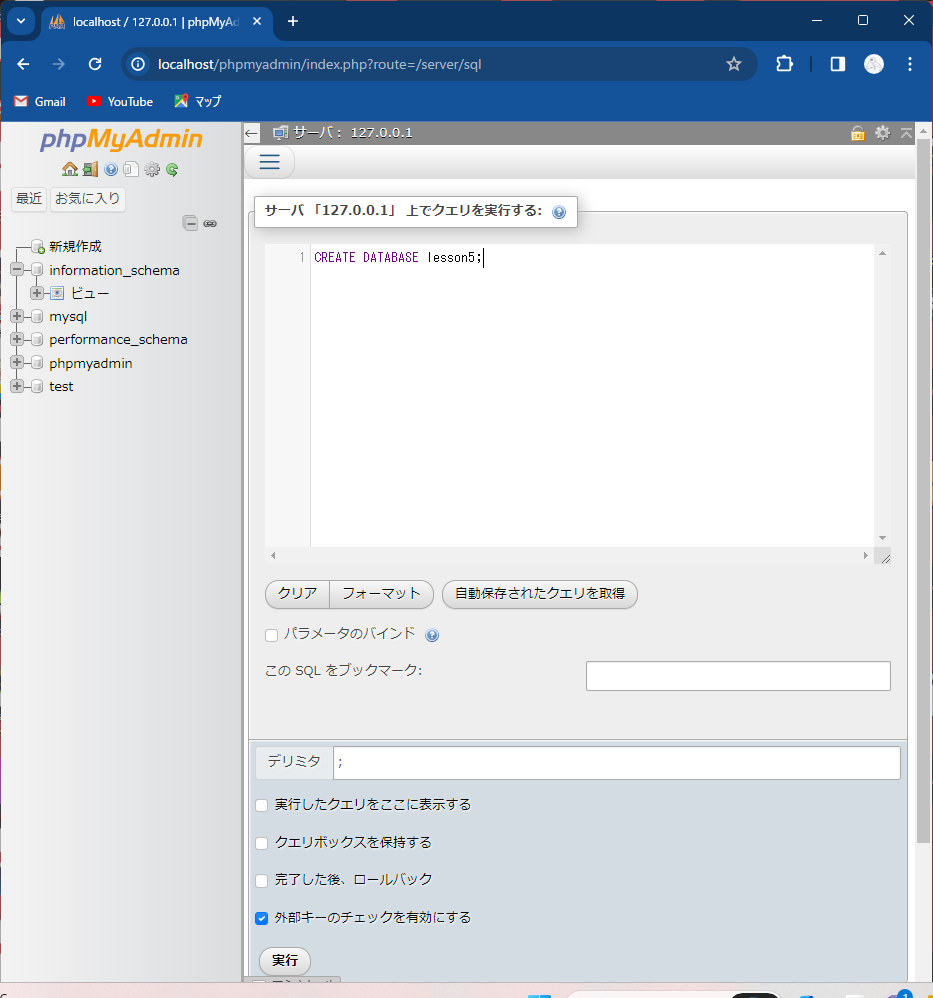 localhost / 127.0.0.1 | phpMyAd
localhost/phpmyadmin/index.php?route=/server/sql
Gmail
YouTube
マップ
phpMyAdmin
最近
お気に入り
新規作成
information_schema
ビュー
mysql
performance_schema
phpmyadmin
test
サーバ : 127.0.0.1
サーバ 「127.0.0.1」 上でクエリを実行する:
1
CREATE DATABASE lesson5;
クリア
フォーマット
自動保存されたクエリを取得
パラメータのバインド
この SQL をブックマーク:
デリミタ
;
実行したクエリをここに表示する
クエリボックスを保持する
完了した後、ロールバック
外部キーのチェックを有効にする
実行
1